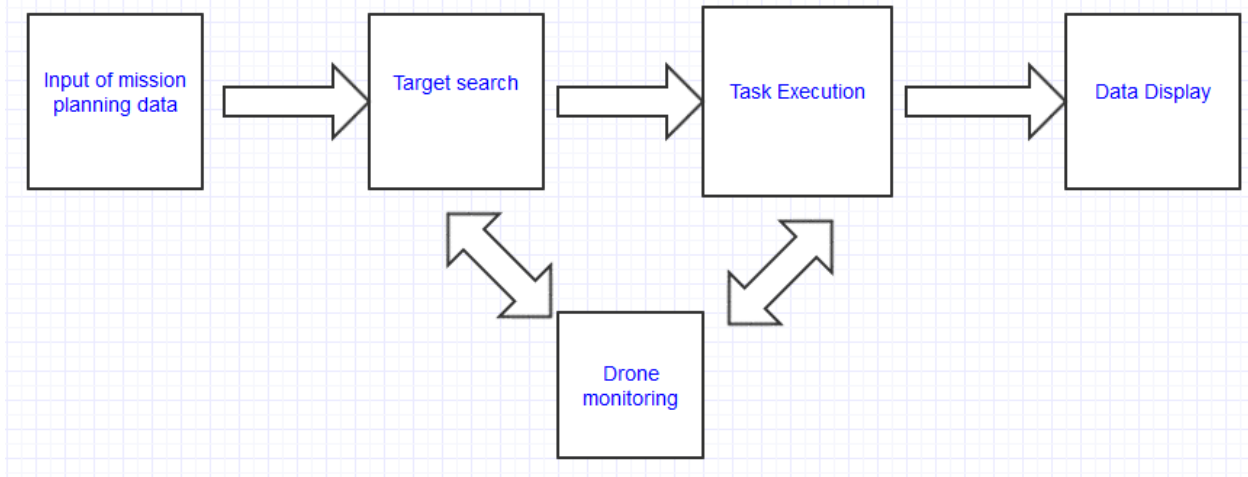 Input of mission
planning data
Target search
Task Execution
Data Display
Drone
monitoring